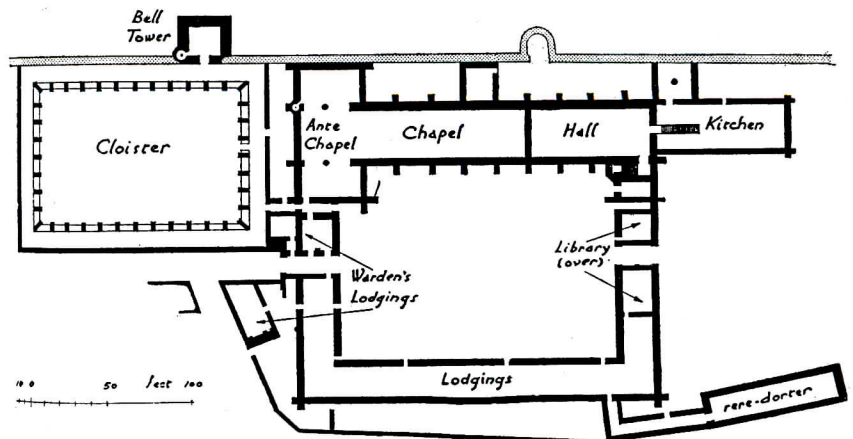 Bell
Tower
Cloister
Ante
Chapel
Chapel
Hall
Kitchen
Library
(over)
Warden's
Lodgings
Lodgings
10 0 50 feet 100
rere-dorter